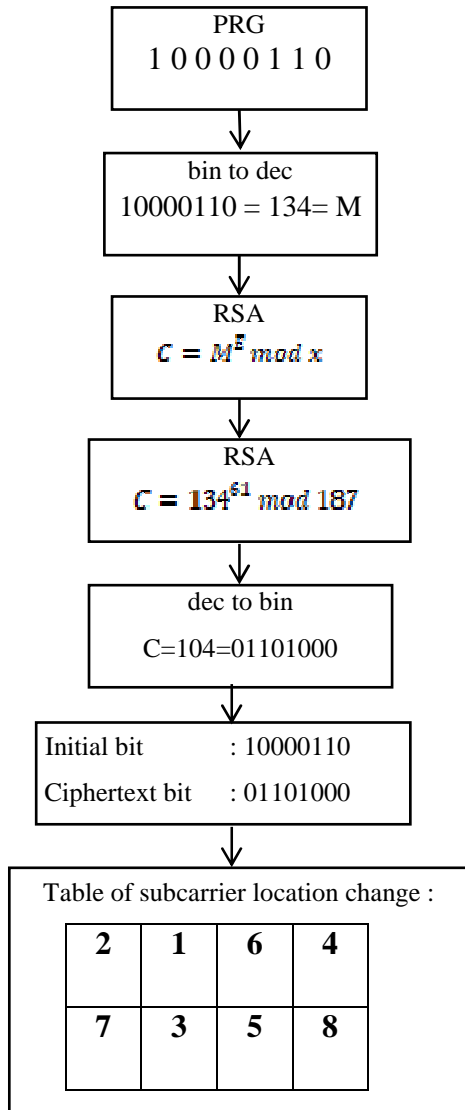 PRG
1 0 0 0 0 1 1 0
bin to dec
10000110 = 134= M
RSA
C = M^E mod x
RSA
C = 134^61 mod 187
dec to bin
C=104=01101000
Initial bit : 10000110
Ciphertext bit : 01101000
Table of subcarrier location change :
2 1 6 4
7 3 5 8